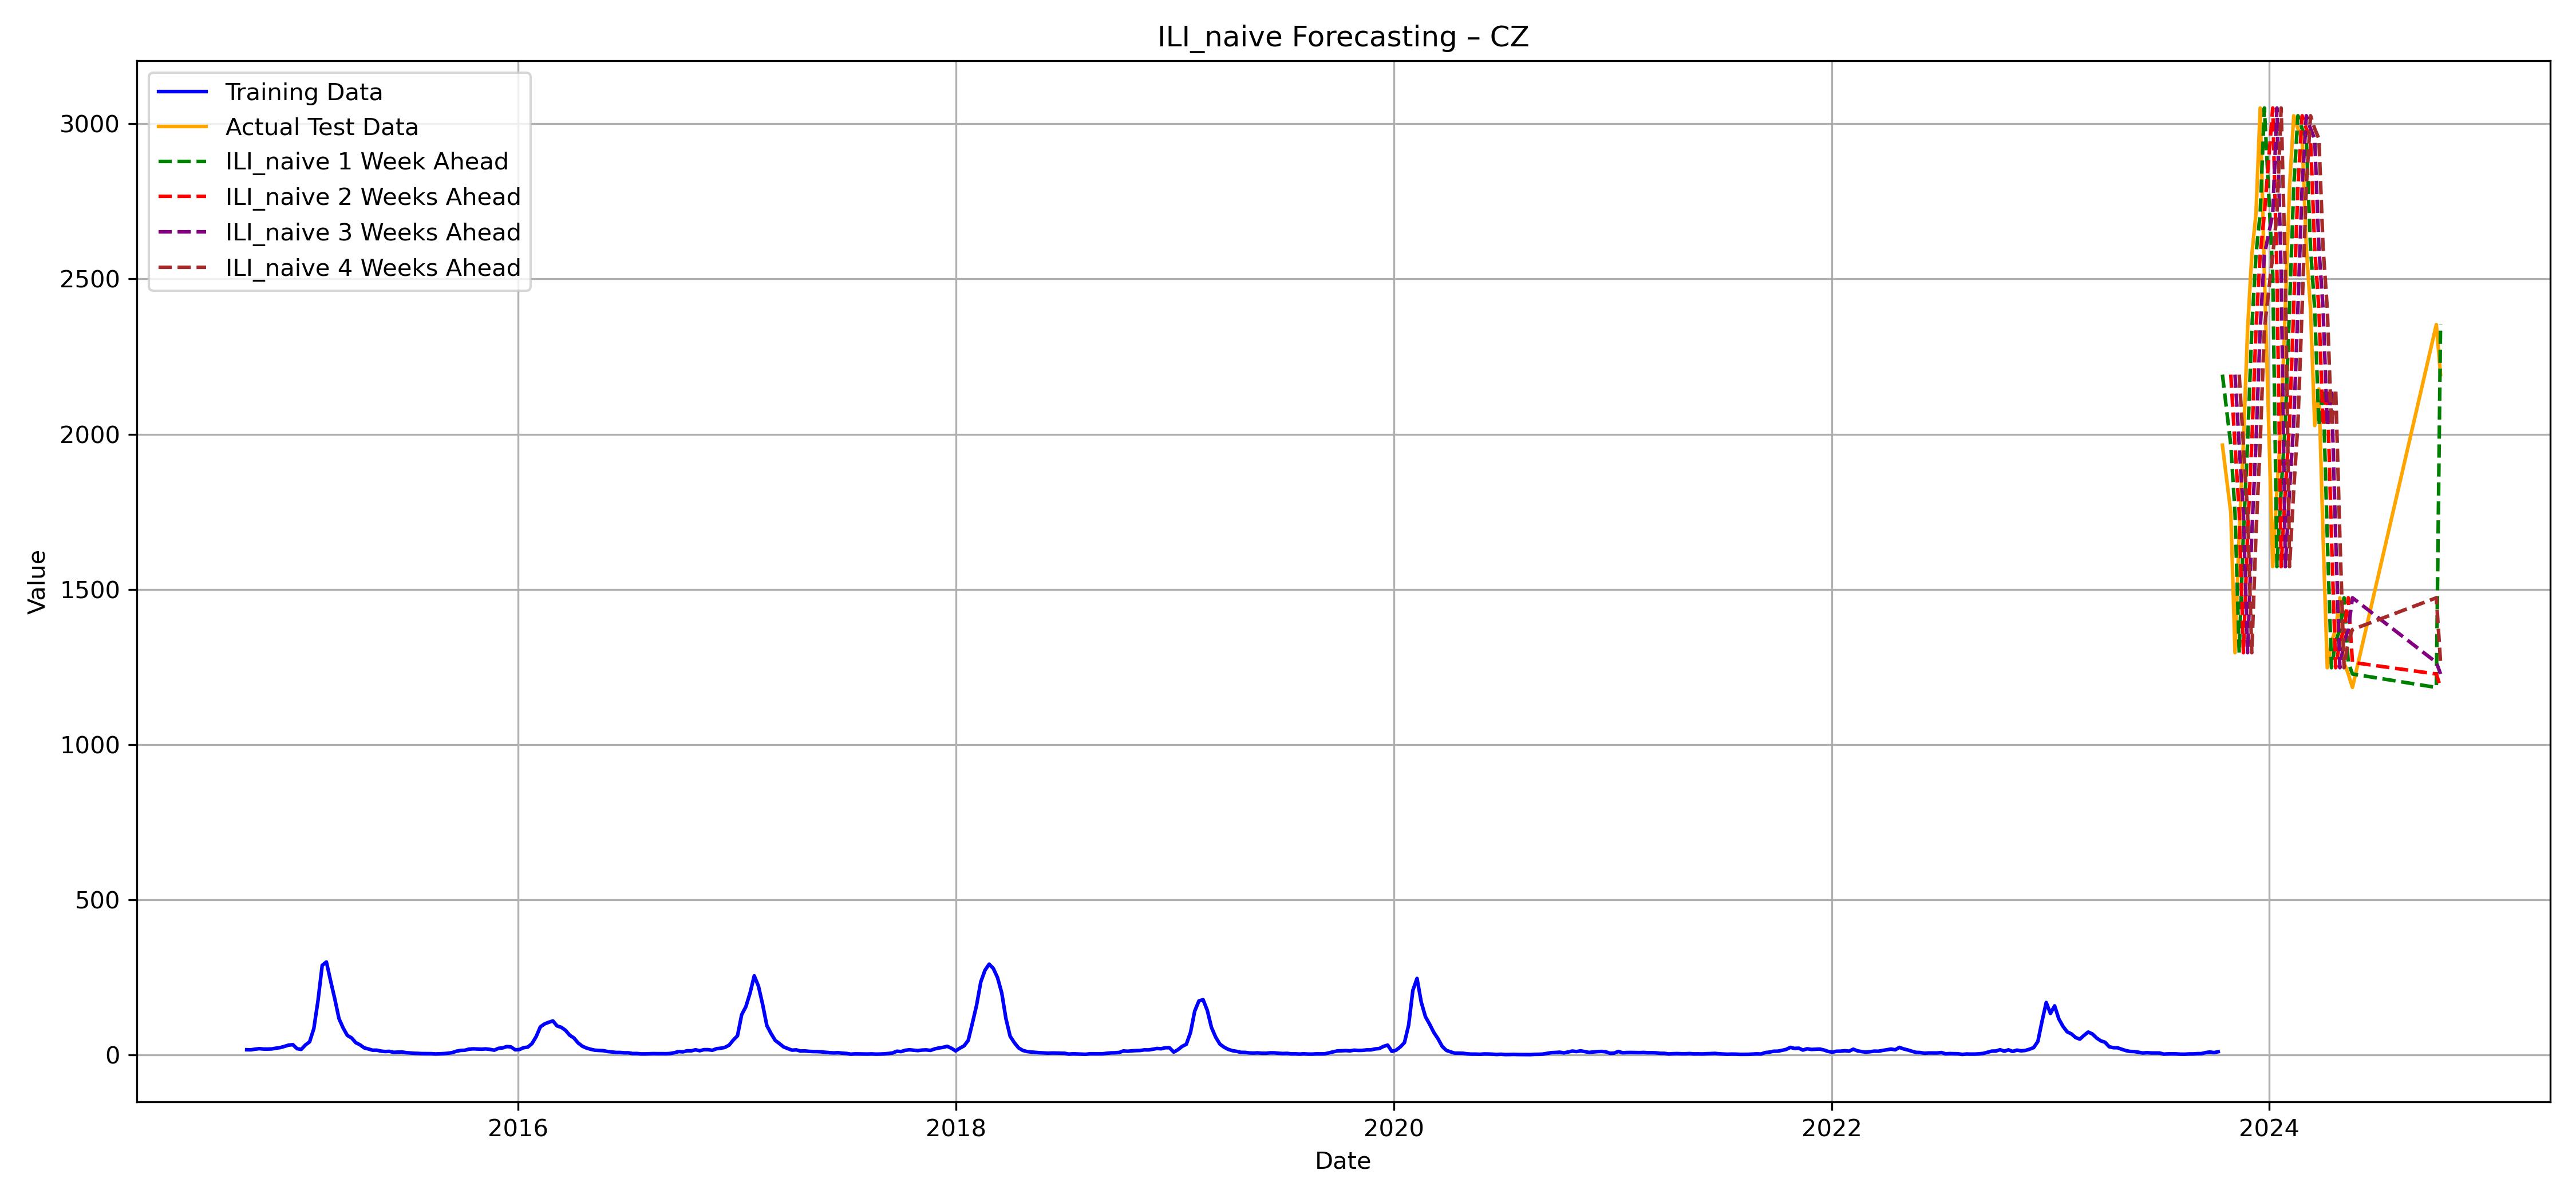 ILI_naive Forecasting – CZ
Training Data
Actual Test Data
ILI_naive 1 Week Ahead
ILI_naive 2 Weeks Ahead
ILI_naive 3 Weeks Ahead
ILI_naive 4 Weeks Ahead
3000
2500
2000
1500
1000
500
0
Value
2016
2018
2020
2022
2024
Date